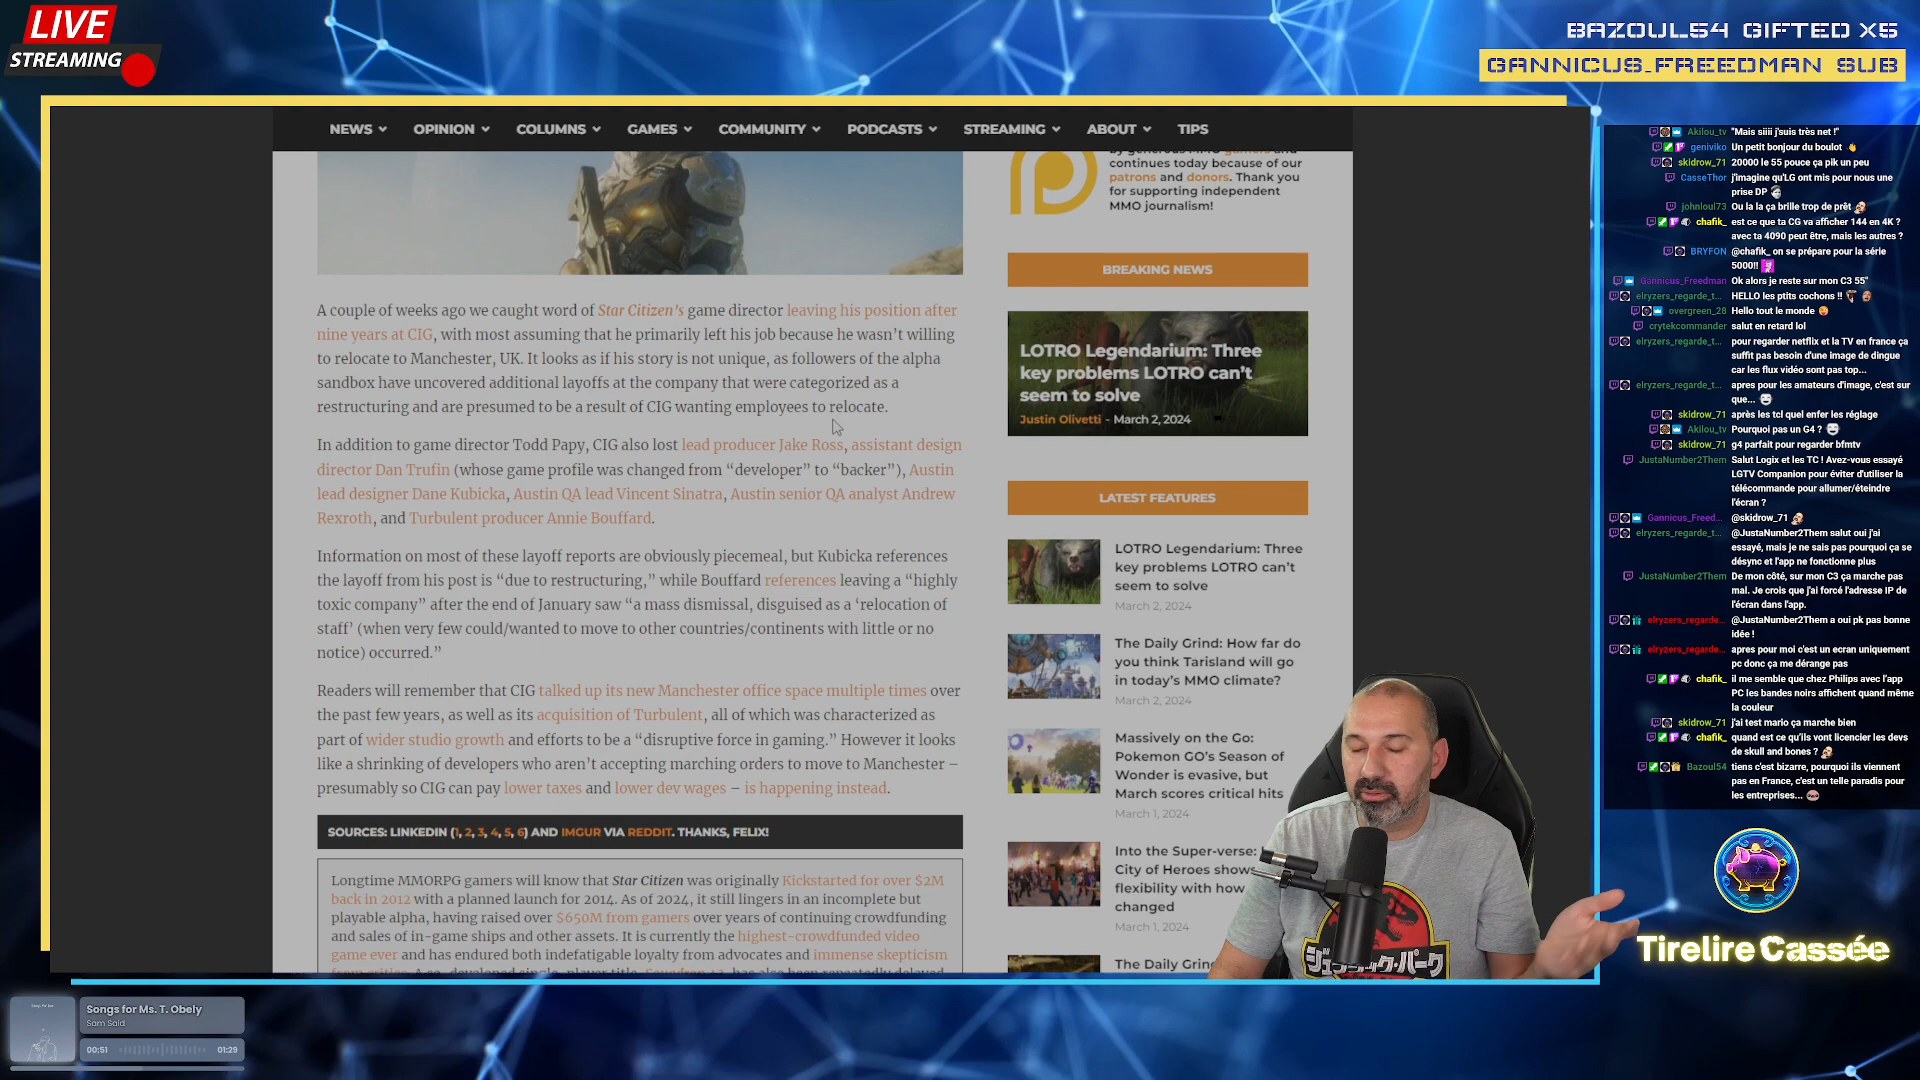 LIVE
STREAMING
BAZOUL54 GIFTED X5
GANNICUS_FREEDMAN SUB
NEWS
OPINION
COLUMNS
GAMES
COMMUNITY
PODCASTS
STREAMING
ABOUT
TIPS
A couple of weeks ago we caught word of Star Citizen's game director leaving his position after
nine years at CIG, with most assuming that he primarily left his job because he wasn't willing
to relocate to Manchester, UK. It looks as if his story is not unique, as followers of the alpha
sandbox have uncovered additional layoffs at the company that were categorized as a
restructuring and are presumed to be a result of CIG wanting employees to relocate.
In addition to game director Todd Papy, CIG also lost lead producer Jake Ross, assistant design
director Dan Trufin (whose game profile was changed from “developer” to “backer”), Austin
lead designer Dane Kubicka, Austin QA lead Vincent Sinatra, Austin senior QA analyst Andrew
Rexroth, and Turbulent producer Annie Bouffard.
Information on most of these layoff reports are obviously piecemeal, but Kubicka references
the layoff from his post is “due to restructuring,” while Bouffard references leaving a “highly
toxic company” after the end of January saw “a mass dismissal, disguised as a ‘relocation of
staff’ (when very few could/wanted to move to other countries/continents with little or no
notice) occurred.”
Readers will remember that CIG talked up its new Manchester office space multiple times over
the past few years, as well as its acquisition of Turbulent, all of which was characterized as
part of wider studio growth and efforts to be a “disruptive force in gaming.” However it looks
like a shrinking of developers who aren't accepting marching orders to move to Manchester –
presumably so CIG can pay lower taxes and lower dev wages – is happening instead.
SOURCES: LINKEDIN (1, 2, 3, 4, 5, 6) AND IMGUR VIA REDDIT. THANKS, FELIX!
Longtime MMORPG gamers will know that Star Citizen was originally Kickstarted for over $2M
back in 2012 with a planned launch for 2014. As of 2024, it still lingers in an incomplete but
playable alpha, having raised over $650M from gamers over years of continuing crowdfunding
and sales of in-game ships and other assets. It is currently the highest-crowdfunded video
game ever and has endured both indefatigable loyalty from advocates and immense skepticism
by generous MMO gamers and
continues today because of our
patrons and donors. Thank you
for supporting independent
MMO journalism!
BREAKING NEWS
LOTRO Legendarium: Three
key problems LOTRO can't
seem to solve
Justin Olivetti - March 2, 2024
LATEST FEATURES
LOTRO Legendarium: Three
key problems LOTRO can't
seem to solve
March 2, 2024
The Daily Grind: How far do
you think Tarisland will go
in today's MMO climate?
March 2, 2024
Massively on the Go:
Pokemon GO's Season of
Wonder is evasive, but
March scores critical hits
March 1, 2024
Into the Super-verse:
City of Heroes shows
flexibility with how
changed
March 1, 2024
The Daily Grind
ジュラシック・パーク
Akilou_tv "Mais siiii j'suis très net !"
geniviko Un petit bonjour du boulot
skidrow_71 20000 le 55 pouce ça pik un peu
CasseThor j'imagine qu'LG ont mis pour nous une
prise DP
johnloul73 Ou la la ça brille trop de prêt
chafik_ est ce que ta CG va afficher 144 en 4K ?
avec ta 4090 peut être, mais les autres ?
BRYFON @chafik_ on se prépare pour la série
5000!!
Gannicus_Freedman Ok alors je reste sur mon C3 55"
elryzers_regarde_t... HELLO les ptits cochons !!
overgreen_28 Hello tout le monde
crytekcommander salut en retard lol
elryzers_regarde_t... pour regarder netflix et la TV en france ça
suffit pas besoin d'une image de dingue
car les flux vidéo sont pas top...
elryzers_regarde_t... apres pour les amateurs d'image, c'est sur
que...
skidrow_71 après les tcl quel enfer les réglage
Akilou_tv Pourquoi pas un G4 ?
skidrow_71 g4 parfait pour regarder bfmtv
JustaNumber2Them Salut Logix et les TC ! Avez-vous essayé
LGTV Companion pour éviter d'utiliser la
télécommande pour allumer/éteindre
l'écran ?
Gannicus_Freed... @skidrow_71
elryzers_regarde_t... @JustaNumber2Them salut oui j'ai
essayé, mais je ne sais pas pourquoi ça se
désync et l'app ne fonctionne plus
JustaNumber2Them De mon côté, sur mon C3 ça marche pas
mal. Je crois que j'ai forcé l'adresse IP de
l'écran dans l'app.
elryzers_regarde... @JustaNumber2Them a oui pk pas bonne
idée !
elryzers_regarde... apres pour moi c'est un ecran uniquement
pc donc ça me dérange pas
chafik_ il me semble que chez Philips avec l'app
PC les bandes noirs affichent quand même
la couleur
skidrow_71 j'ai test mario ça marche bien
chafik_ quand est ce qu'ils vont licencier les devs
de skull and bones ?
Bazoul54 tiens c'est bizarre, pourquoi ils viennent
pas en France, c'est un telle paradis pour
les entreprises...
Tirelire Cassée
Songs for Ms. T. Obely
Sam Said
00:51
01:29